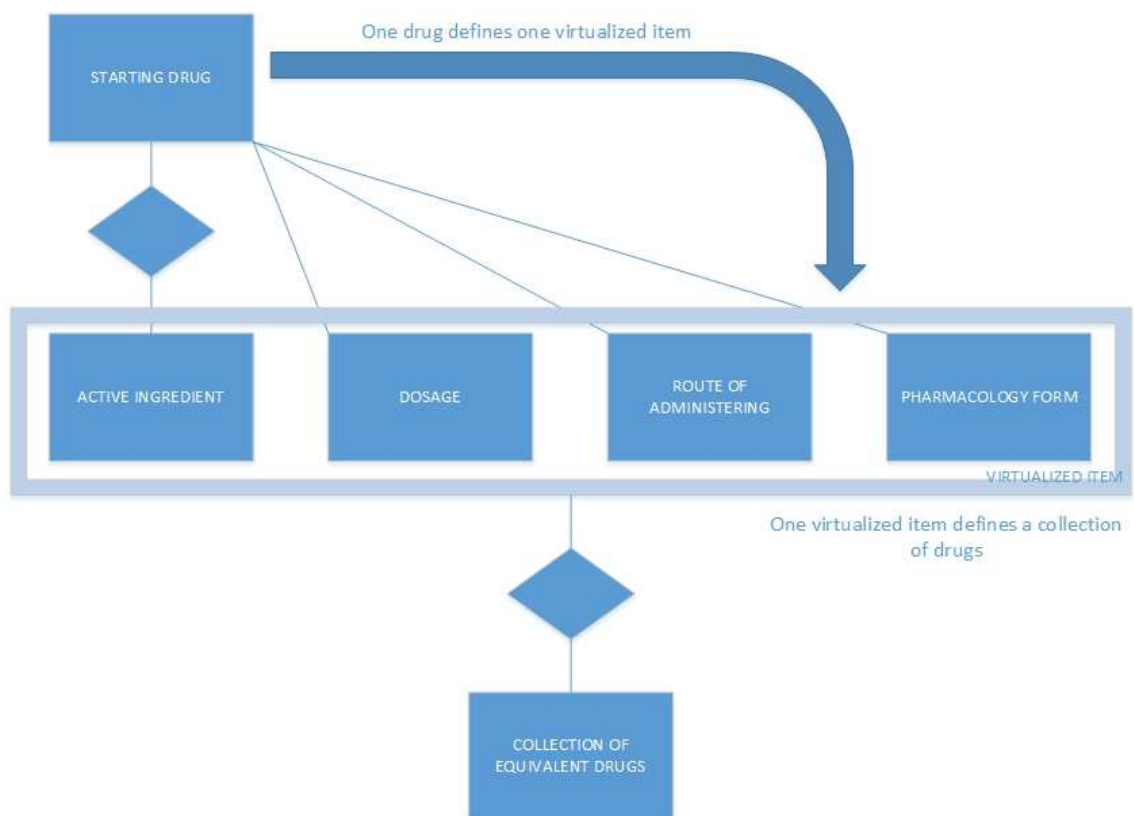 One drug defines one virtualized item
STARTING DRUG
ACTIVE INGREDIENT
DOSAGE
ROUTE OF
ADMINISTERING
PHARMACOLOGY FORM
VIRTUALIZED ITEM
One virtualized item defines a collection
of drugs
COLLECTION OF
EQUIVALENT DRUGS